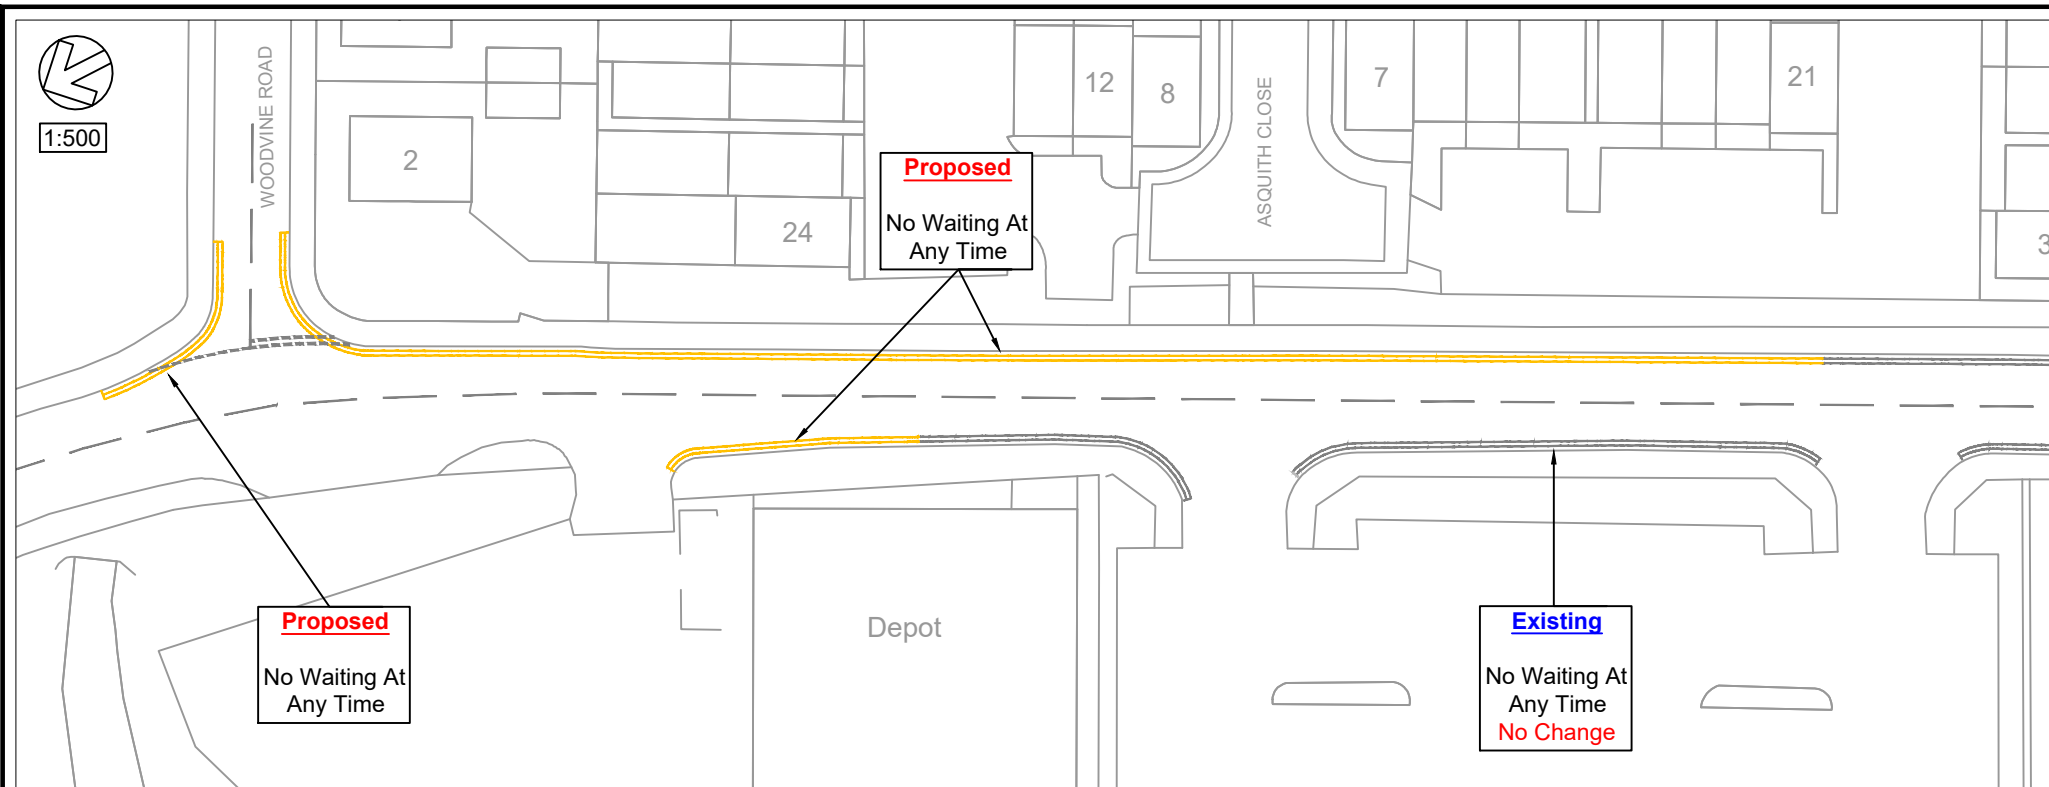 1:500
WOODVINE ROAD
2
24
12
8
ASQUITH CLOSE
7
21
3
Proposed
No Waiting At
Any Time
Proposed
No Waiting At
Any Time
Depot
Existing
No Waiting At
Any Time
No Change